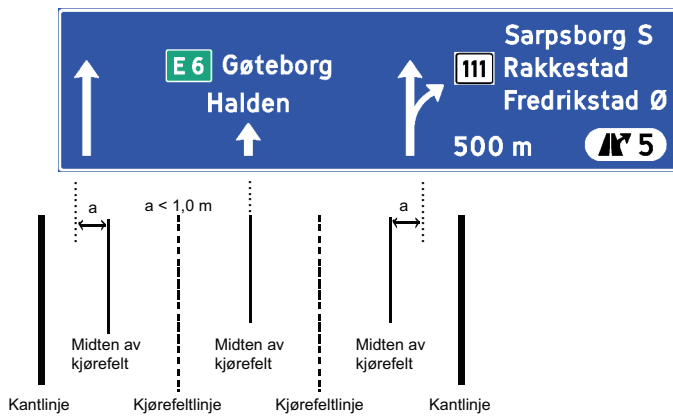 Sarpsborg S
E 6 Gøteborg
111 Rakkestad
Halden
Fredrikstad Ø
500 m
5
a
a < 1,0 m
a
Midten av
kjørefelt
Midten av
kjørefelt
Midten av
kjørefelt
Kantlinje
Kjørefeltlinje
Kjørefeltlinje
Kantlinje